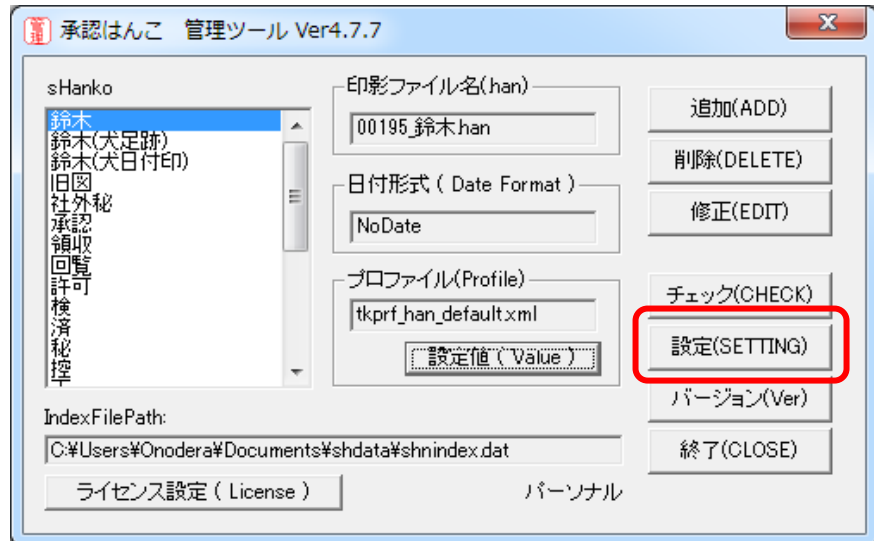 承認はんこ　管理ツール Ver4.7.7
sHanko
鈴木
鈴木(犬足跡)
鈴木(犬日付印)
旧図
社外秘
承認
領収
回覧
許可
検
済
秘
控
印影ファイル名(.han)
00195_鈴木.han
日付形式 ( Date Format )
NoDate
プロファイル(Profile)
tkprf_han_default.xml
設定値 ( Value )
追加(ADD)
削除(DELETE)
修正(EDIT)
チェック(CHECK)
設定(SETTING)
バージョン(Ver)
終了(CLOSE)
IndexFilePath:
C:¥Users¥Onodera¥Documents¥shdata¥shnindex.dat
ライセンス設定 ( License )
パーソナル